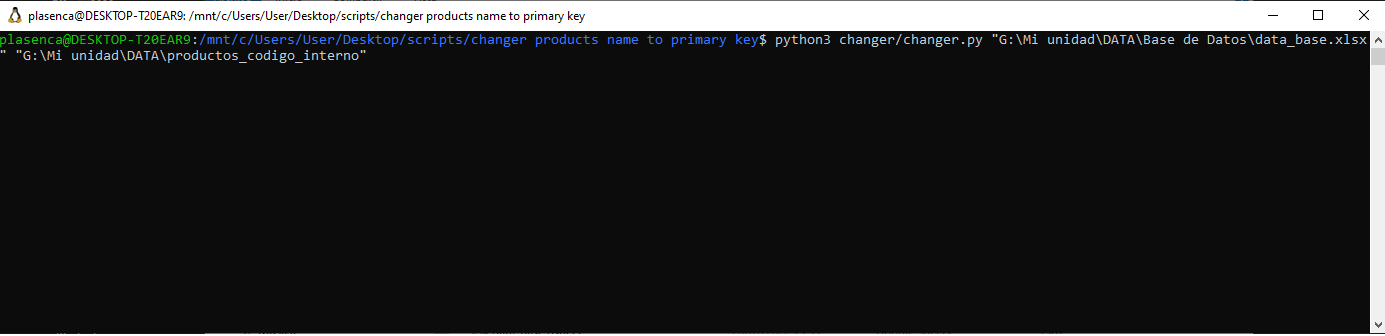 plasenca@DESKTOP-T20EAR9: /mnt/c/Users/User/Desktop/scripts/changer products name to primary key
plasenca@DESKTOP-T20EAR9:/mnt/c/Users/User/Desktop/scripts/changer products name to primary key$ python3 changer/changer.py "G:\Mi unidad\DATA\Base de Datos\data_base.xlsx
" "G:\Mi unidad\DATA\productos_codigo_interno"